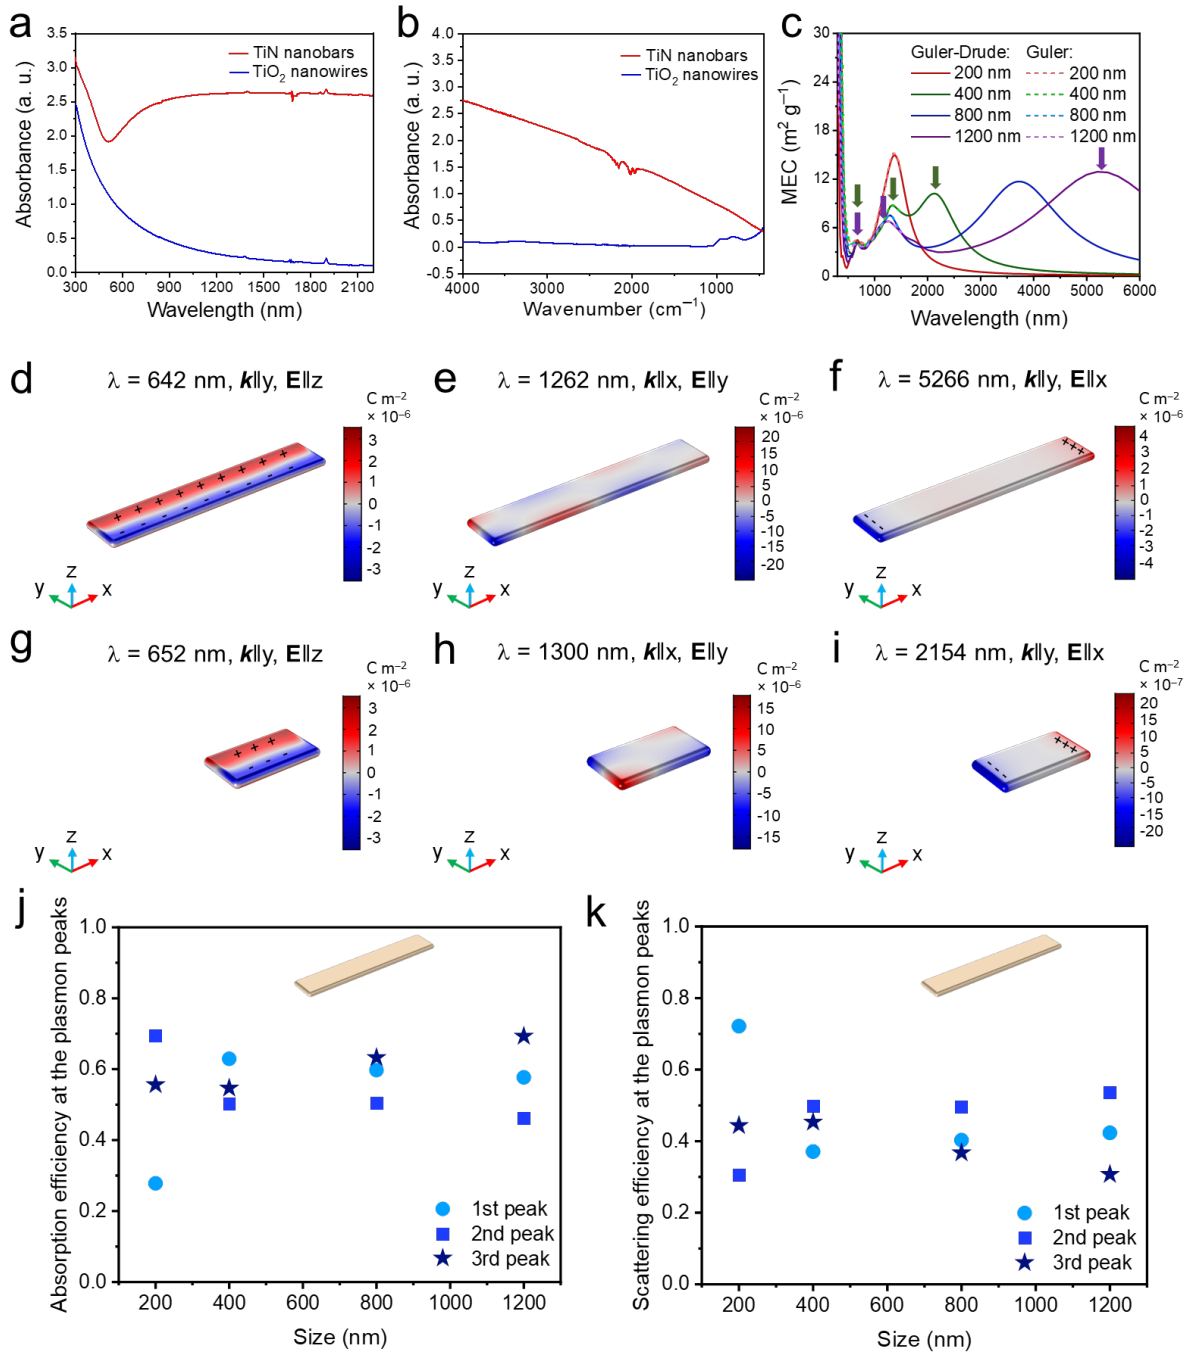 a
Absorbance (a. u.)
3.5
3.0
2.5
2.0
1.5
1.0
0.5
0.0
TiN nanobars
TiO₂ nanowires
300 600 900 1200 1500 1800 2100
Wavelength (nm)
b
Absorbance (a. u.)
4.0
3.5
3.0
2.5
2.0
1.5
1.0
0.5
0.0
-0.5
TiN nanobars
TiO₂ nanowires
4000 3000 2000 1000
Wavenumber (cm⁻¹)
c
MEC (m² g⁻¹)
30
24
18
12
6
0
Guler-Drude: Guler:
200 nm 200 nm
400 nm 400 nm
800 nm 800 nm
1200 nm 1200 nm
1000 2000 3000 4000 5000 6000
Wavelength (nm)
d
λ = 642 nm, k||y, E||z
C m⁻²
× 10⁻⁶
3
2
1
0
-1
-2
-3
+ + + + + + + + +
- - - - - - - - -
z
y x
e
λ = 1262 nm, k||x, E||y
C m⁻²
× 10⁻⁶
20
15
10
5
0
-5
-10
-15
-20
z
y x
f
λ = 5266 nm, k||y, E||x
C m⁻²
× 10⁻⁶
4
3
2
1
0
-1
-2
-3
-4
+++
- - -
z
y x
g
λ = 652 nm, k||y, E||z
C m⁻²
× 10⁻⁶
3
2
1
0
-1
-2
-3
+ + +
- - -
z
y x
h
λ = 1300 nm, k||x, E||y
C m⁻²
× 10⁻⁶
15
10
5
0
-5
-10
-15
z
y x
i
λ = 2154 nm, k||y, E||x
C m⁻²
× 10⁻⁷
20
15
10
5
0
-5
-10
-15
-20
+++
- - -
z
y x
j
Absorption efficiency at the plasmon peaks
1.0
0.8
0.6
0.4
0.2
0.0
1st peak
2nd peak
3rd peak
200 400 600 800 1000 1200
Size (nm)
k
Scattering efficiency at the plasmon peaks
1.0
0.8
0.6
0.4
0.2
0.0
1st peak
2nd peak
3rd peak
200 400 600 800 1000 1200
Size (nm)